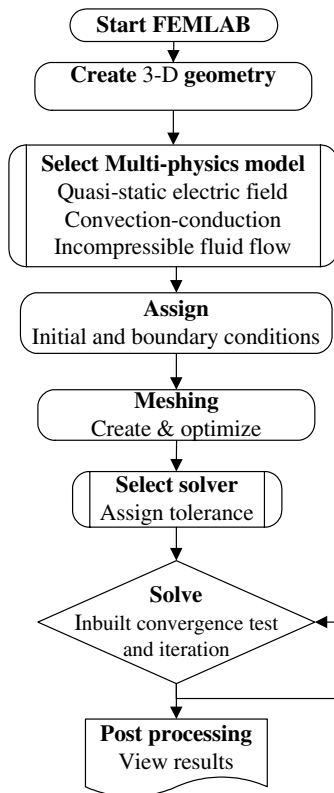 Start FEMLAB
Create 3-D geometry
Select Multi-physics model
Quasi-static electric field
Convection-conduction
Incompressible fluid flow
Assign
Initial and boundary conditions
Meshing
Create & optimize
Select solver
Assign tolerance
Solve
Inbuilt convergence test
and iteration
Post processing
View results